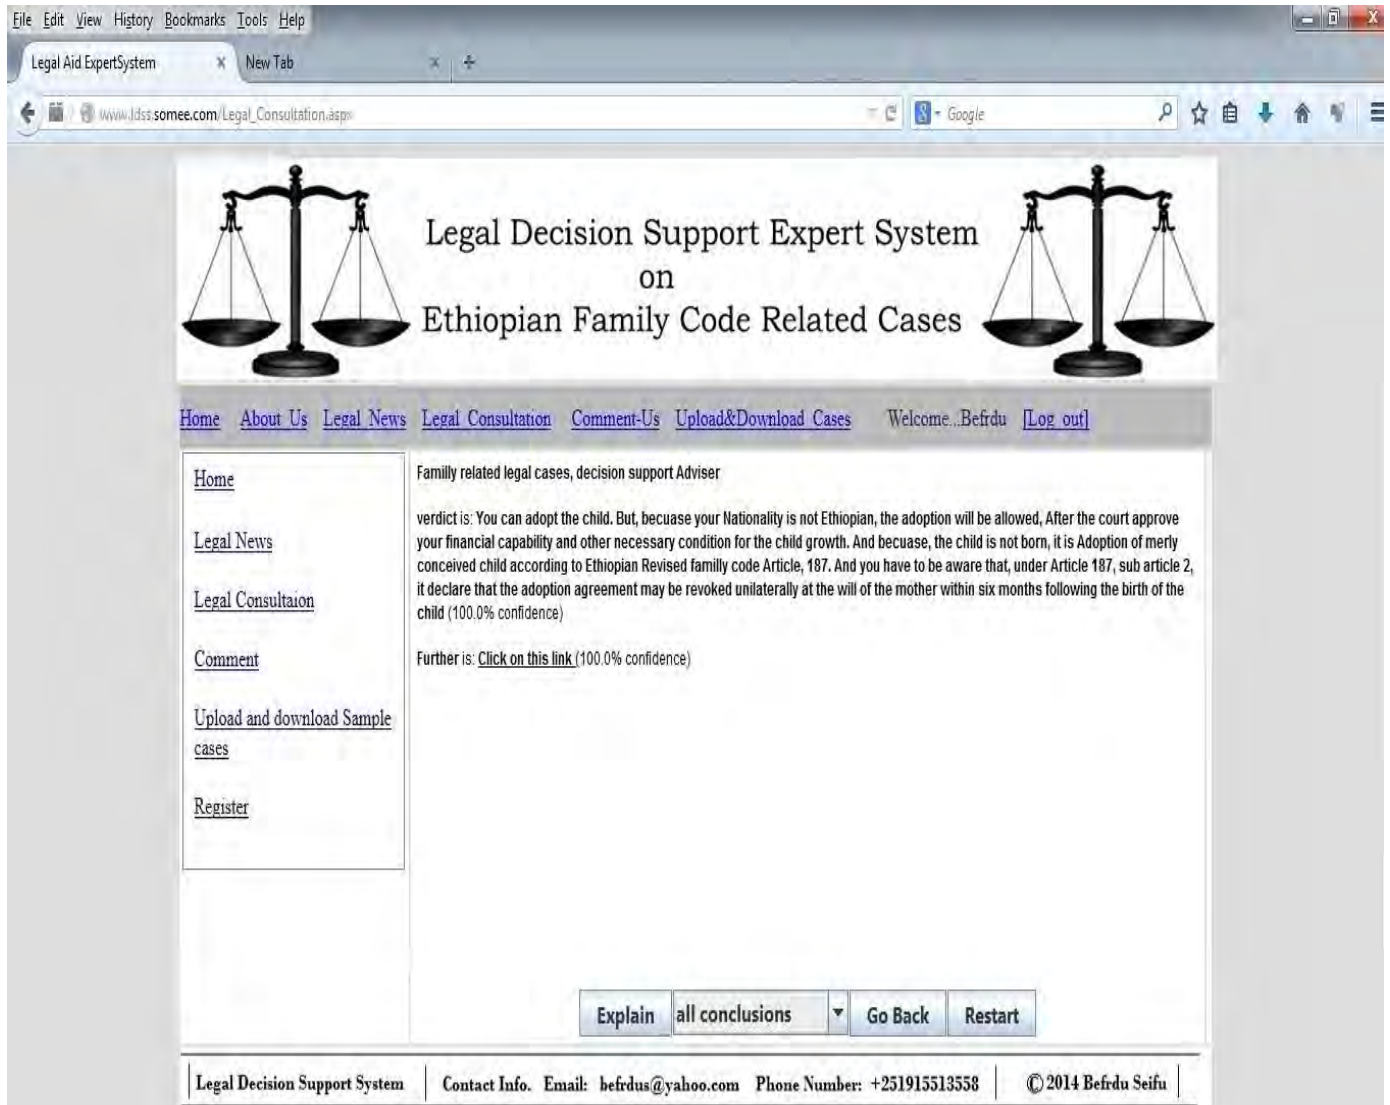 File Edit View History Bookmarks Tools Help
Legal Aid ExpertSystem × New Tab × +
www.ldss.somee.com/Legal_Consultation.aspx Google
Legal Decision Support Expert System
on
Ethiopian Family Code Related Cases
Home About Us Legal News Legal Consultation Comment-Us Upload&Download Cases Welcome...Befrdu [Log out]
Home
Legal News
Legal Consultaion
Comment
Upload and download Sample
cases
Register
Familly related legal cases, decision support Adviser
verdict is: You can adopt the child. But, becuase your Nationality is not Ethiopian, the adoption will be allowed, After the court approve
your financial capability and other necessary condition for the child growth. And becuase, the child is not born, it is Adoption of merly
conceived child according to Ethiopian Revised familly code Article, 187. And you have to be aware that, under Article 187, sub article 2,
it declare that the adoption agreement may be revoked unilaterally at the will of the mother within six months following the birth of the
child (100.0% confidence)
Further is: Click on this link (100.0% confidence)
Explain all conclusions Go Back Restart
Legal Decision Support System Contact Info. Email: befrdus@yahoo.com Phone Number: +251915513558 © 2014 Befrdu Seifu